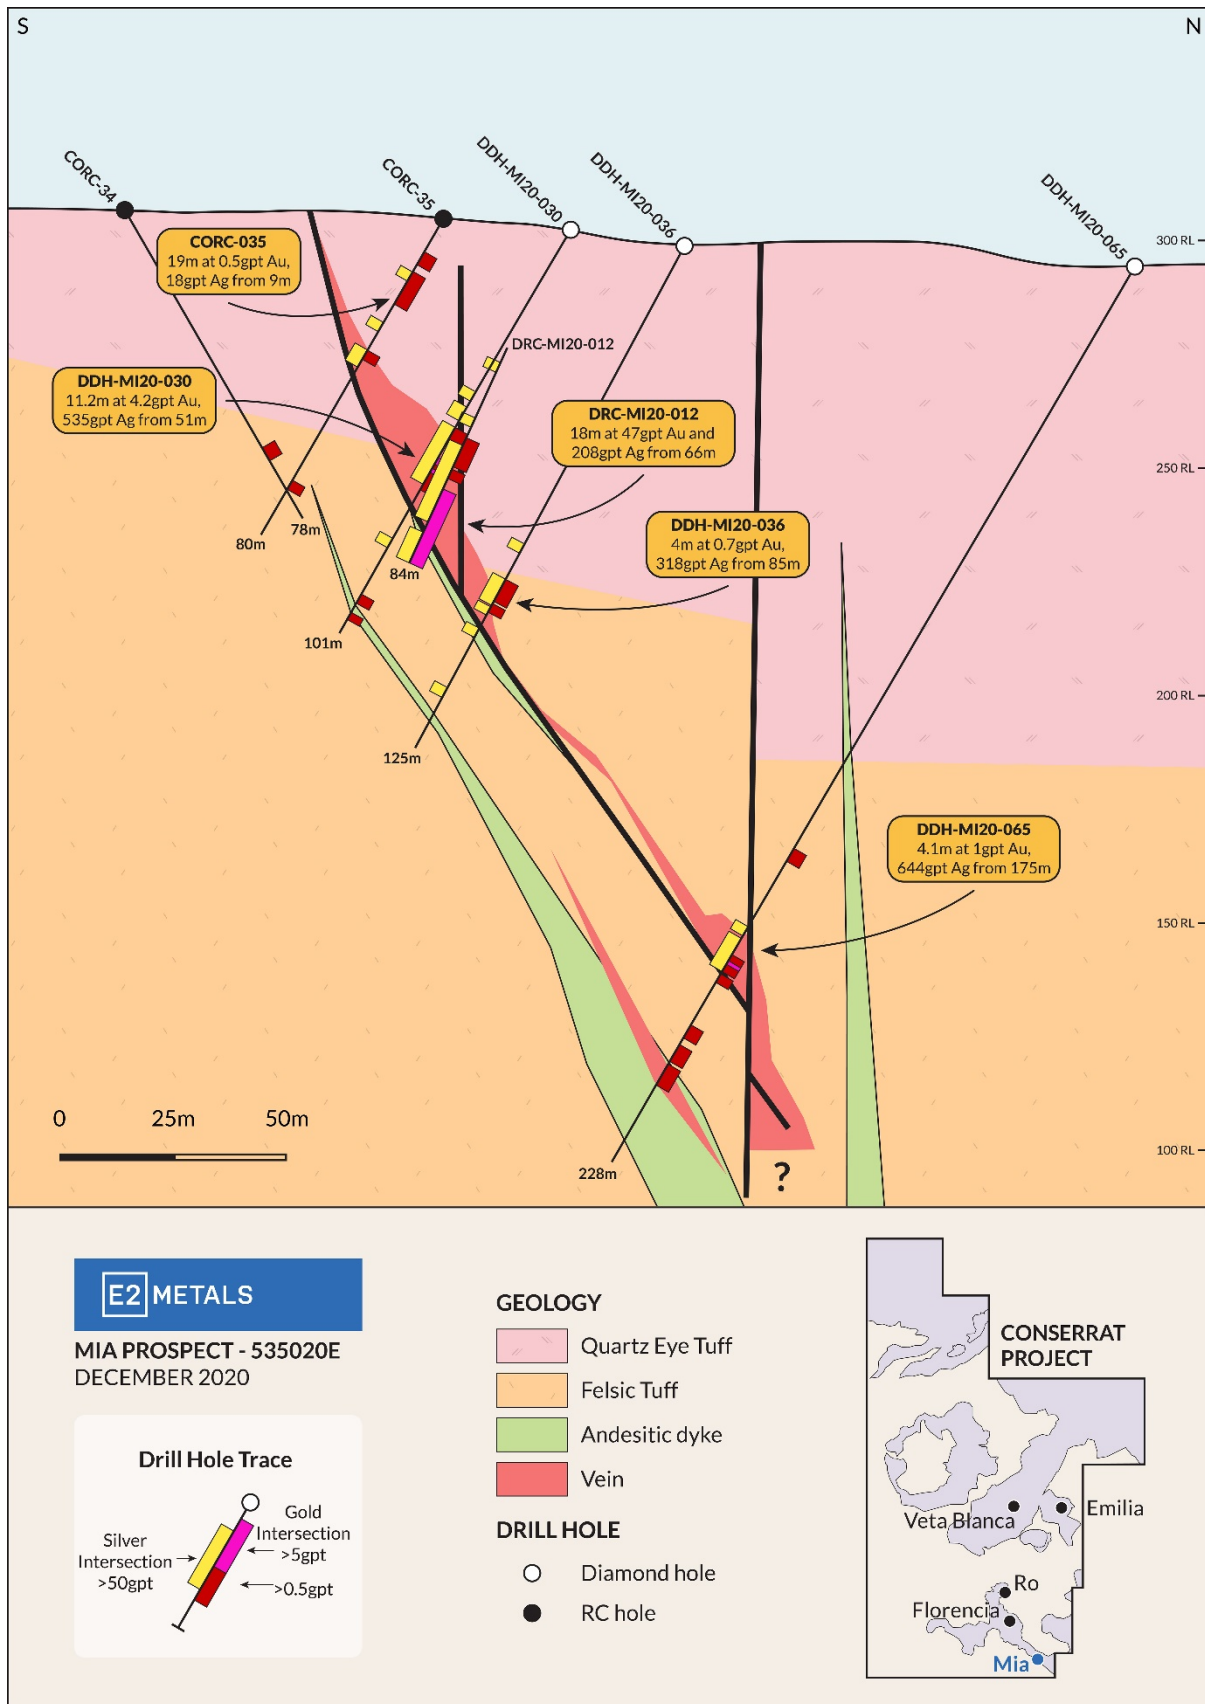 S
N
CORC-34
CORC-35
DDH-MI20-030
DDH-MI20-036
DDH-MI20-065
300 RL
CORC-035
19m at 0.5gpt Au,
18gpt Ag from 9m
DRC-MI20-012
DDH-MI20-030
11.2m at 4.2gpt Au,
535gpt Ag from 51m
DRC-MI20-012
18m at 47gpt Au and
208gpt Ag from 66m
250 RL
DDH-MI20-036
4m at 0.7gpt Au,
318gpt Ag from 85m
78m
80m
84m
101m
200 RL
125m
DDH-MI20-065
4.1m at 1gpt Au,
644gpt Ag from 175m
150 RL
0 25m 50m
100 RL
228m
?
E2 METALS
MIA PROSPECT - 535020E
DECEMBER 2020
Drill Hole Trace
Gold
Intersection
>5gpt
Silver
Intersection
>50gpt
>0.5gpt
GEOLOGY
Quartz Eye Tuff
Felsic Tuff
Andesitic dyke
Vein
DRILL HOLE
Diamond hole
RC hole
CONSERRAT
PROJECT
Veta Blanca
Emilia
Ro
Florencia
Mia